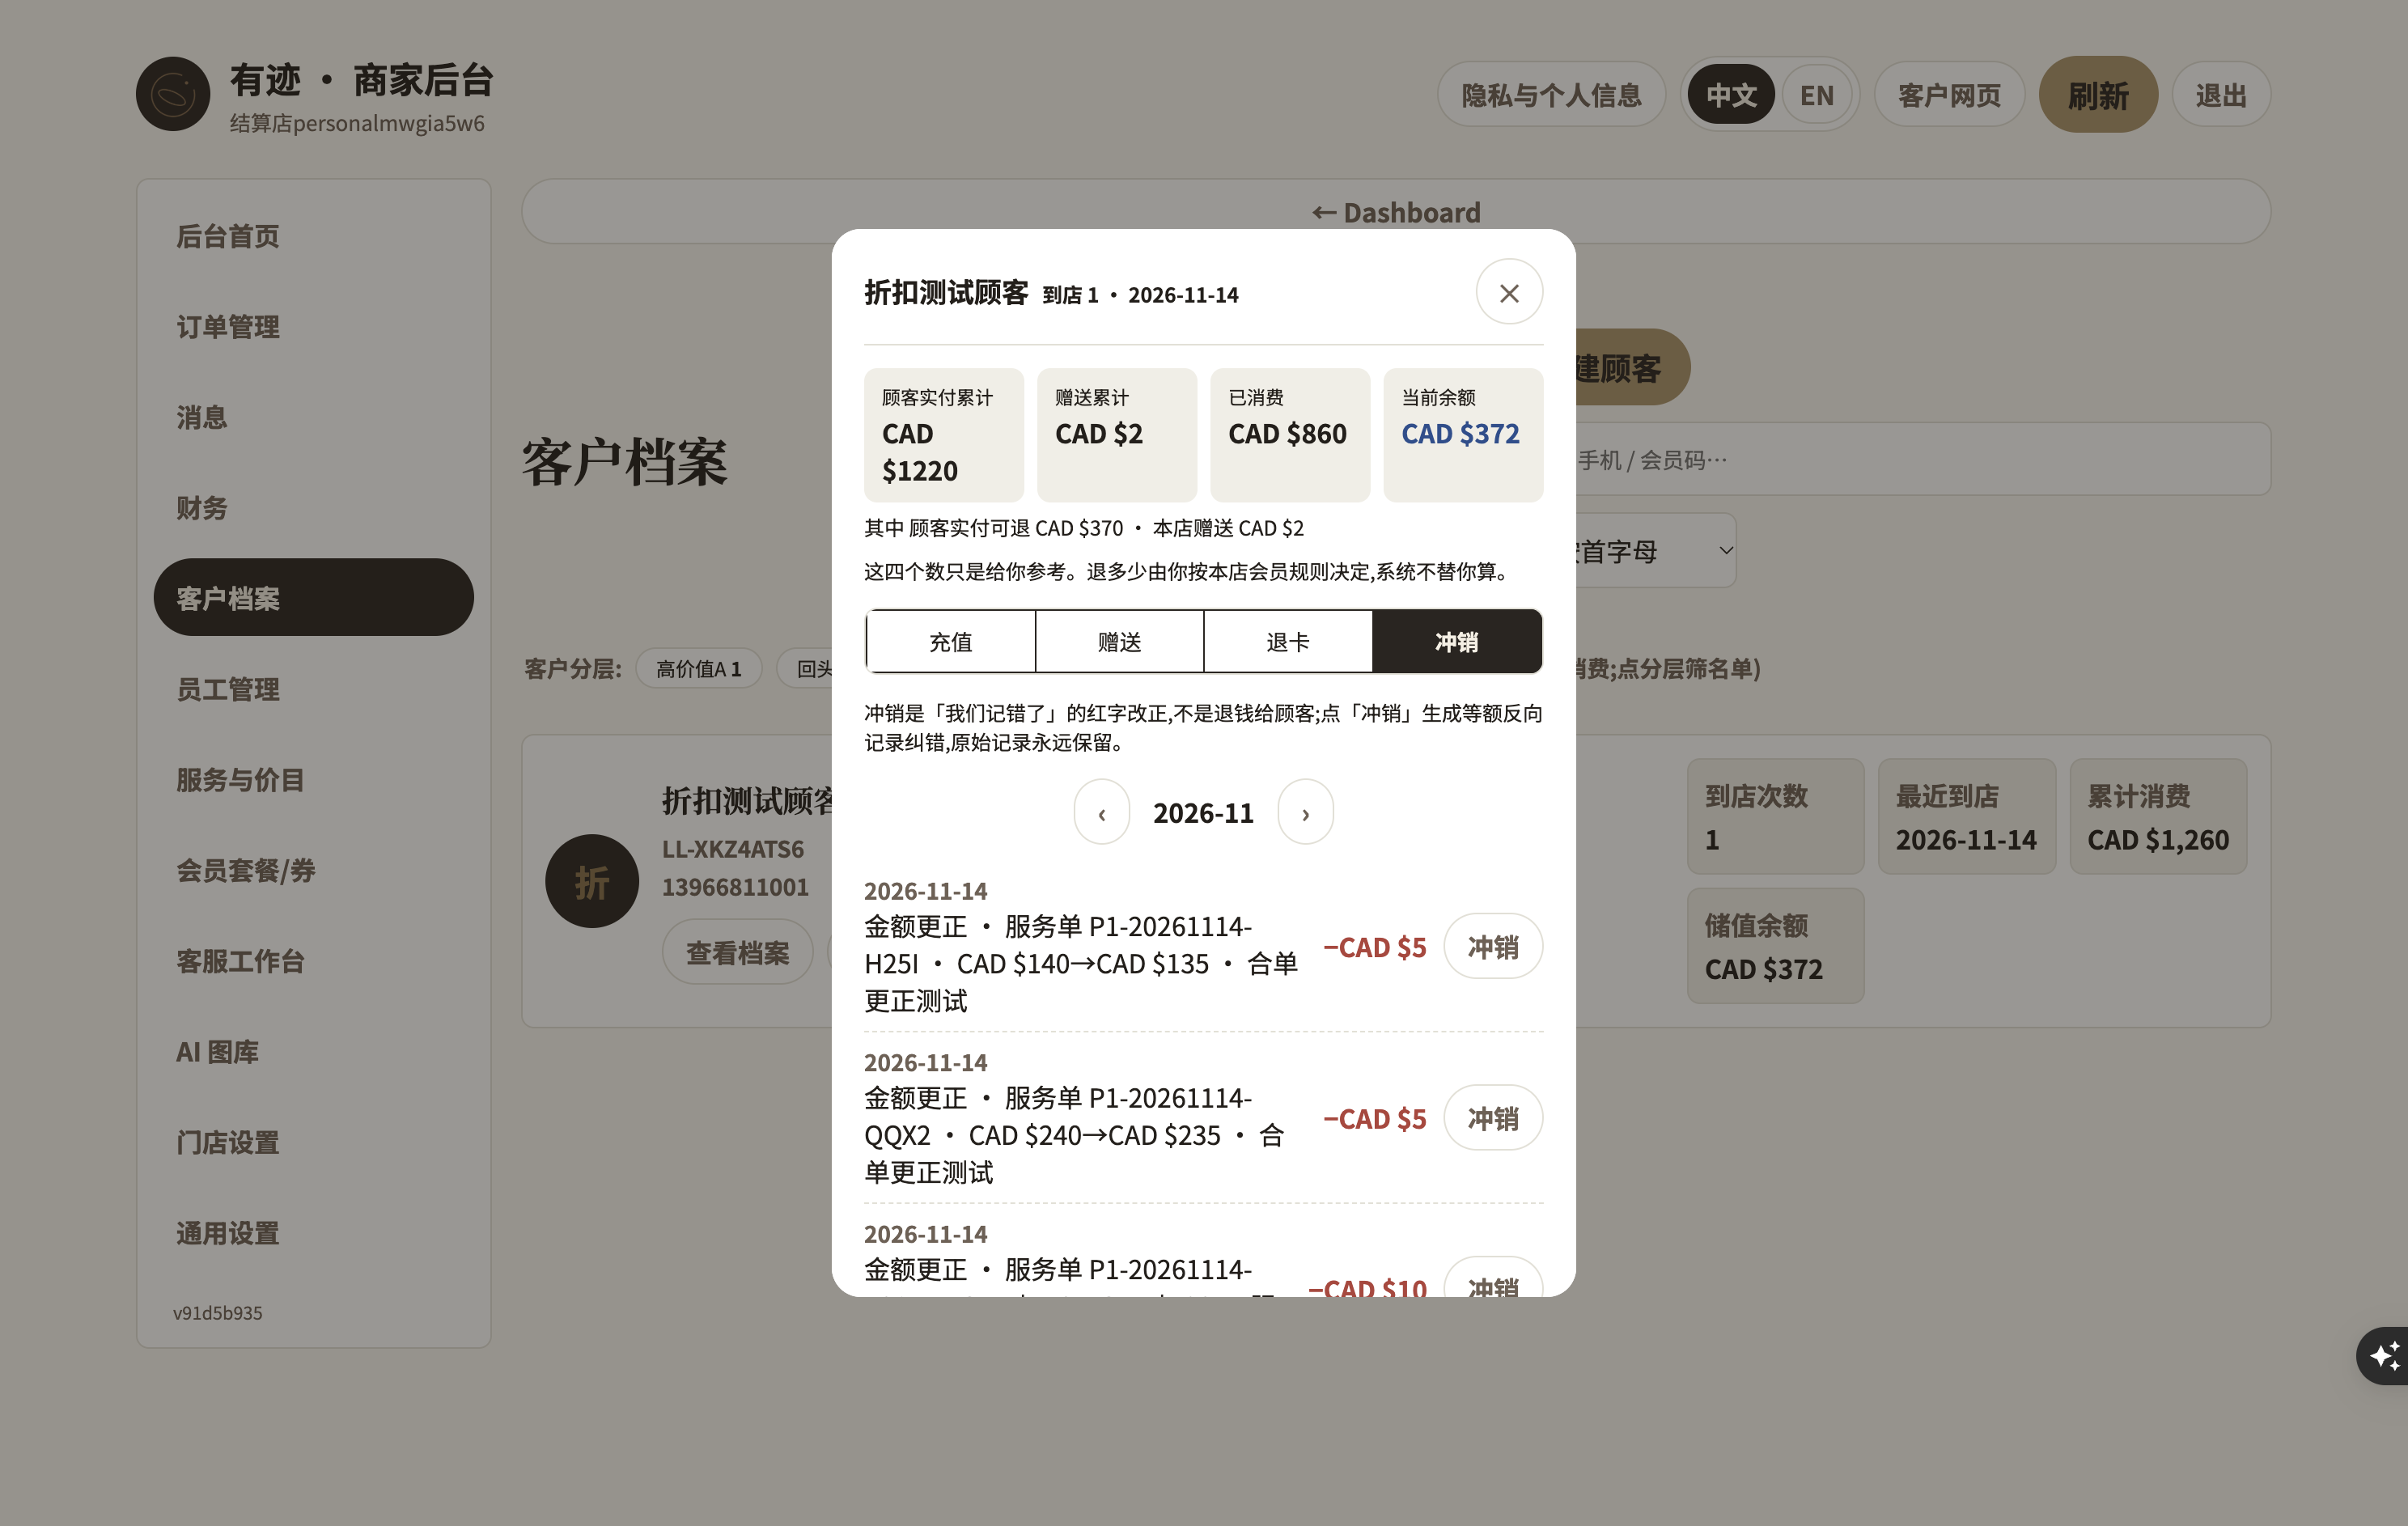 有迹 · 商家后台
结算店personalmwgia5w6
隐私与个人信息
中文
EN
客户网页
刷新
退出
后台首页
订单管理
消息
财务
客户档案
员工管理
服务与价目
会员套餐/券
客服工作台
AI 图库
门店设置
通用设置
v91d5b935
← Dashboard
客户档案
建顾客
手机 / 会员码…
按首字母
客户分层:
高价值A 1
回头
消费;点分层筛名单)
折扣测试顾客
LL-XKZ4ATS6
13966811001
查看档案
折
到店次数
1
最近到店
2026-11-14
累计消费
CAD $1,260
储值余额
CAD $372
折扣测试顾客 到店 1 · 2026-11-14
×
顾客实付累计
CAD
$1220
赠送累计
CAD $2
已消费
CAD $860
当前余额
CAD $372
其中 顾客实付可退 CAD $370 · 本店赠送 CAD $2
这四个数只是给你参考。退多少由你按本店会员规则决定,系统不替你算。
充值
赠送
退卡
冲销
冲销是「我们记错了」的红字改正,不是退钱给顾客;点「冲销」生成等额反向
记录纠错,原始记录永远保留。
‹ 2026-11 ›
2026-11-14
金额更正 · 服务单 P1-20261114-
H25I · CAD $140→CAD $135 · 合单
更正测试
−CAD $5
冲销
2026-11-14
金额更正 · 服务单 P1-20261114-
QQX2 · CAD $240→CAD $235 · 合
单更正测试
−CAD $5
冲销
2026-11-14
金额更正 · 服务单 P1-20261114-
−CAD $10
冲销